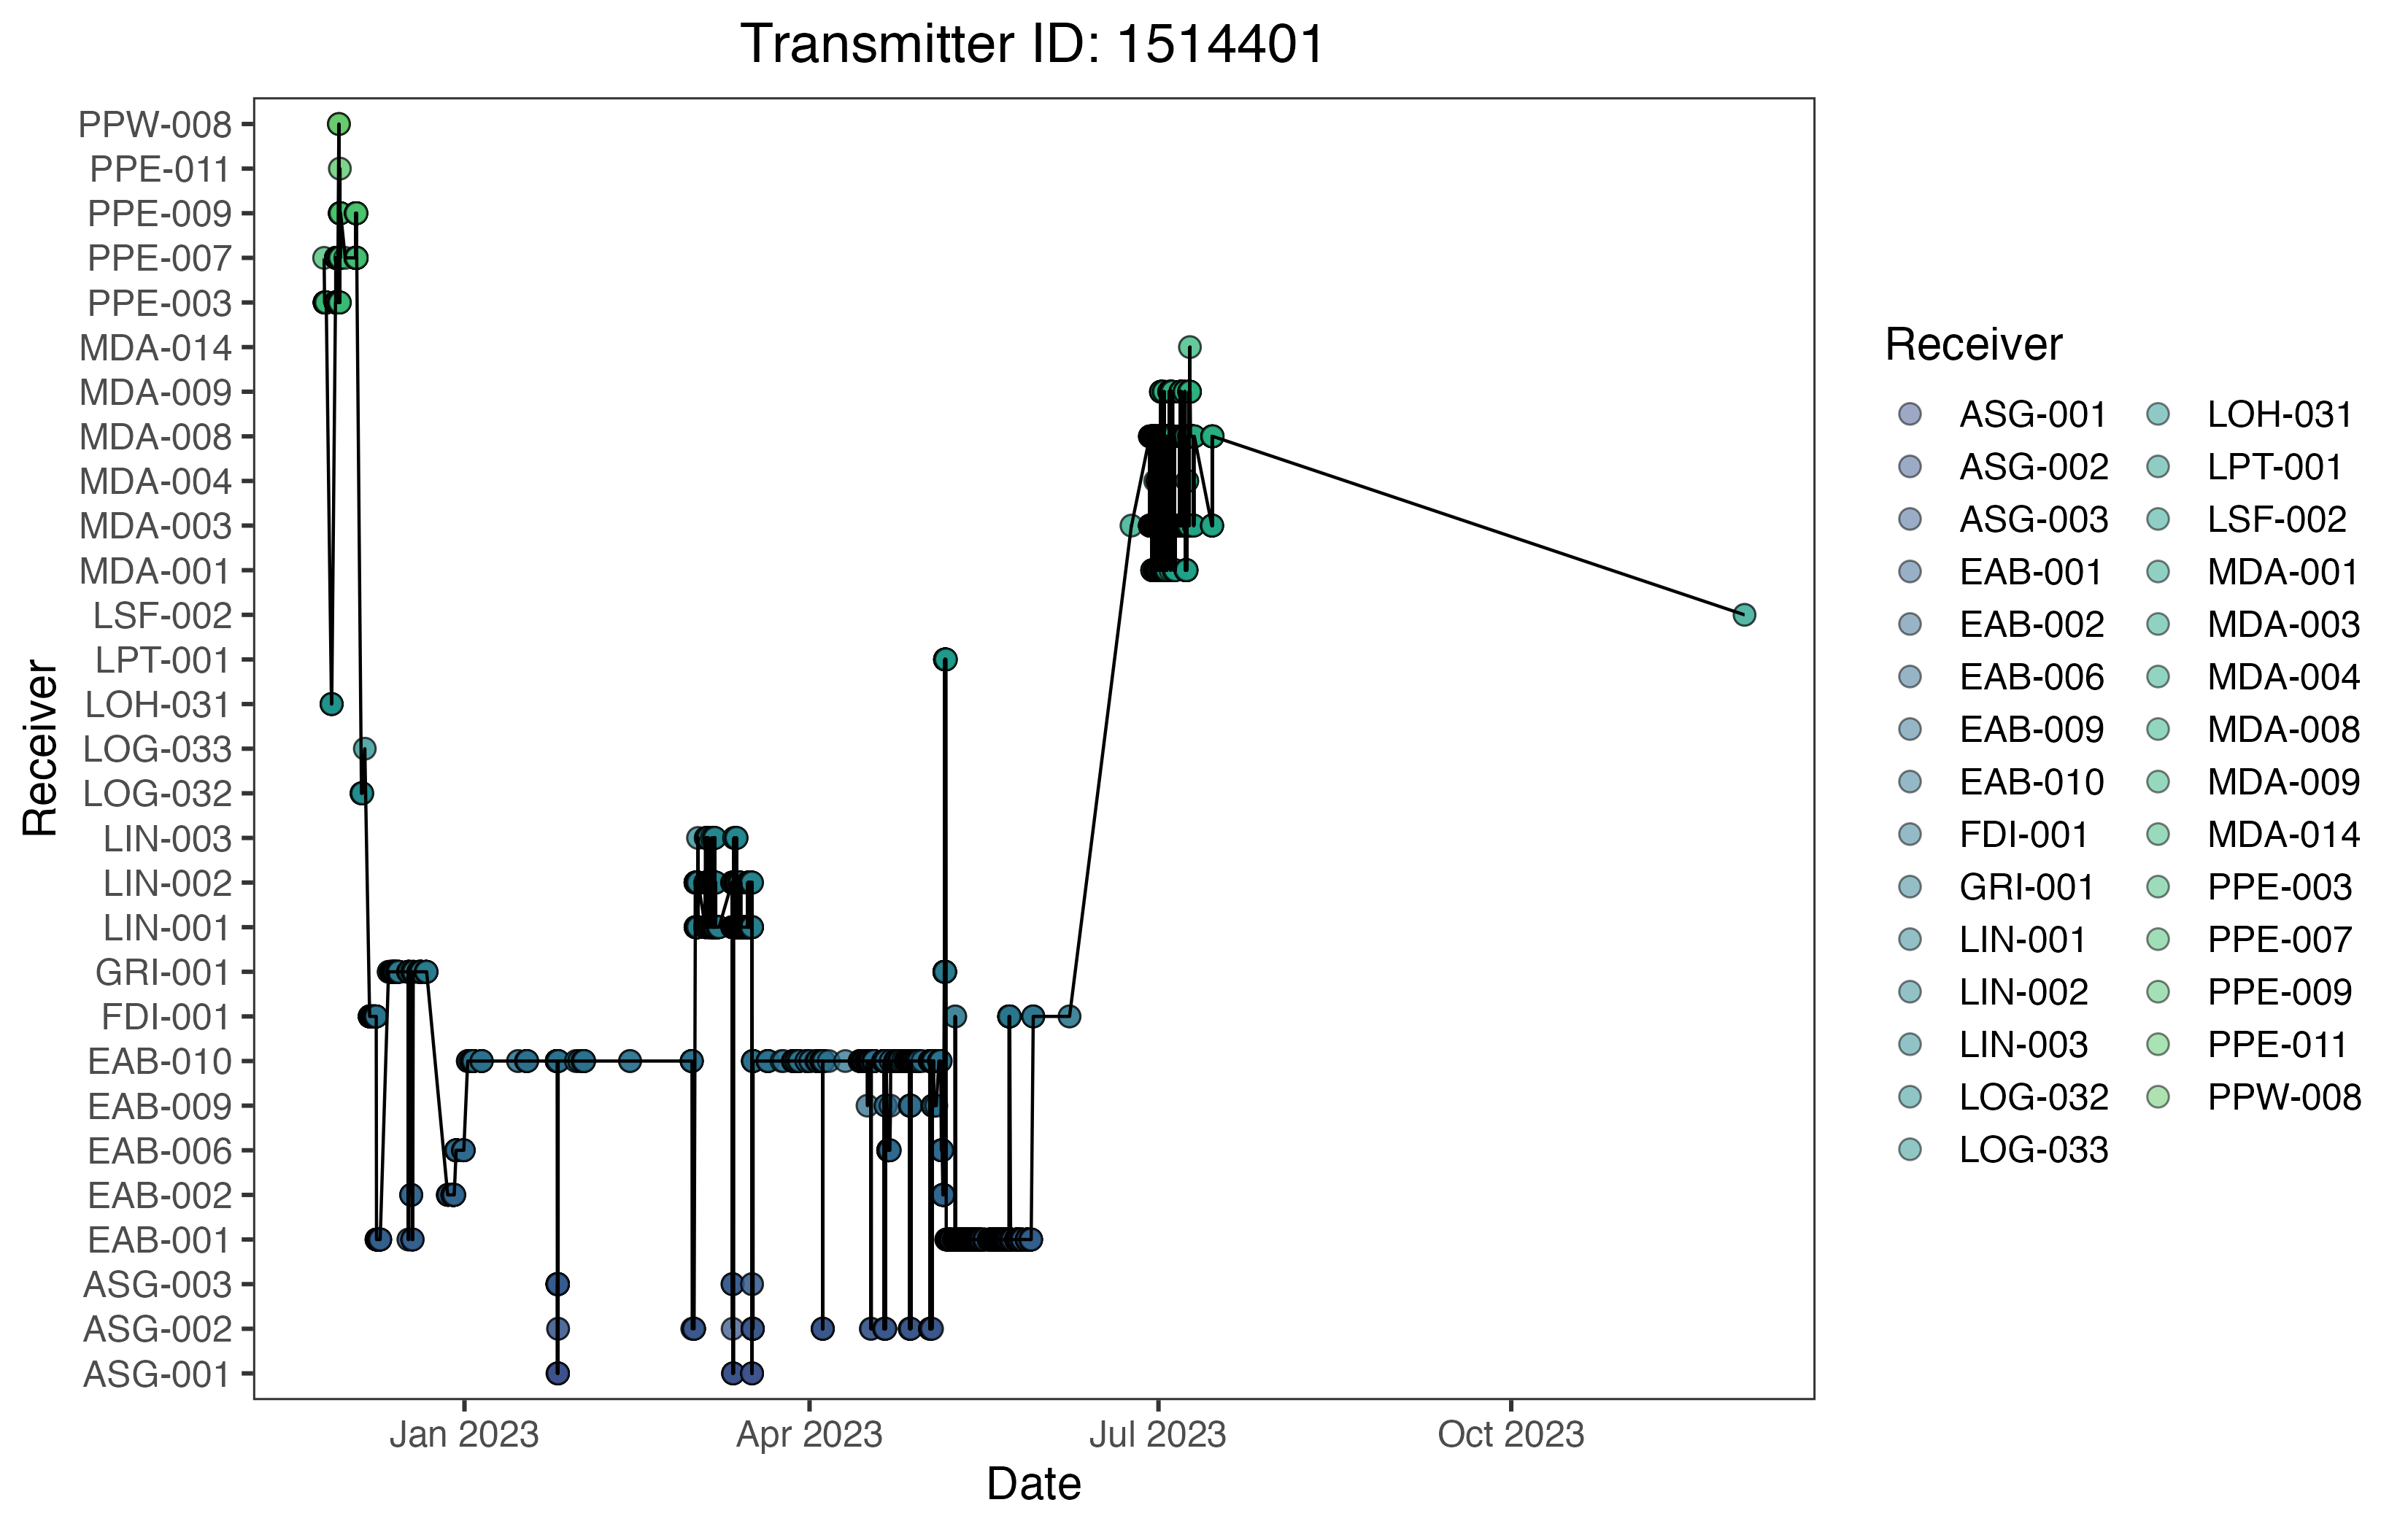 Transmitter ID: 1514401
Receiver
PPW-008
PPE-011
PPE-009
PPE-007
PPE-003
MDA-014
MDA-009
MDA-008
MDA-004
MDA-003
MDA-001
LSF-002
LPT-001
LOH-031
LOG-033
LOG-032
LIN-003
LIN-002
LIN-001
GRI-001
FDI-001
EAB-010
EAB-009
EAB-006
EAB-002
EAB-001
ASG-003
ASG-002
ASG-001
Jan 2023
Apr 2023
Jul 2023
Oct 2023
Date
Receiver
ASG-001
ASG-002
ASG-003
EAB-001
EAB-002
EAB-006
EAB-009
EAB-010
FDI-001
GRI-001
LIN-001
LIN-002
LIN-003
LOG-032
LOG-033
LOH-031
LPT-001
LSF-002
MDA-001
MDA-003
MDA-004
MDA-008
MDA-009
MDA-014
PPE-003
PPE-007
PPE-009
PPE-011
PPW-008